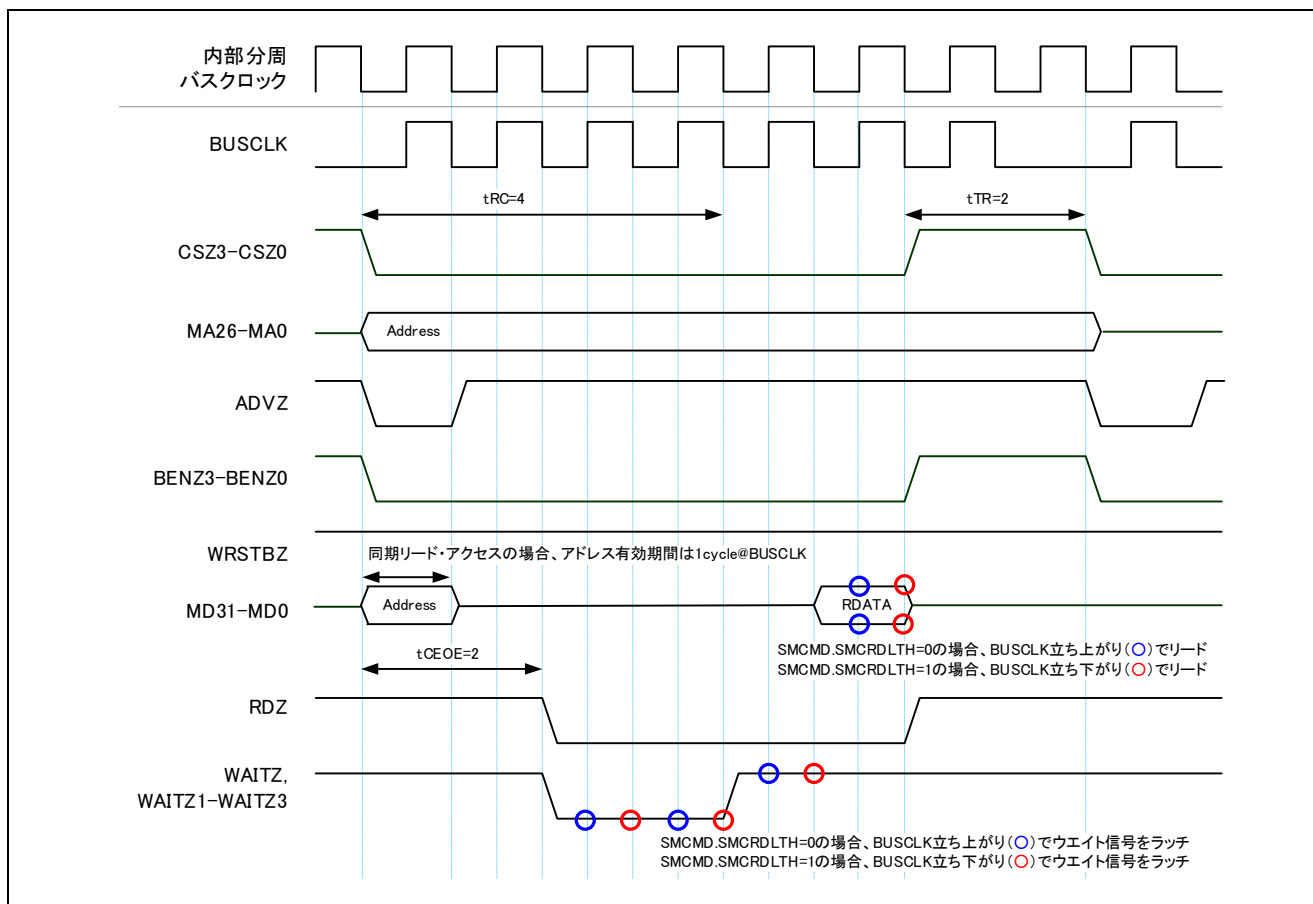 内部分周
バスクロック
BUSCLK
tRC=4
tTR=2
CSZ3-CSZ0
MA26-MA0
Address
ADVZ
BENZ3-BENZ0
WRSTBZ
同期リード・アクセスの場合、アドレス有効期間は1cycle@BUSCLK
MD31-MD0
Address
RDATA
SMCMD.SMCRDLTH=0の場合、BUSCLK立ち上がり(○)でリード
SMCMD.SMCRDLTH=1の場合、BUSCLK立ち下がり(○)でリード
tCEOE=2
RDZ
WAITZ,
WAITZ1-WAITZ3
SMCMD.SMCRDLTH=0の場合、BUSCLK立ち上がり(○)でウエイト信号をラッチ
SMCMD.SMCRDLTH=1の場合、BUSCLK立ち下がり(○)でウエイト信号をラッチ